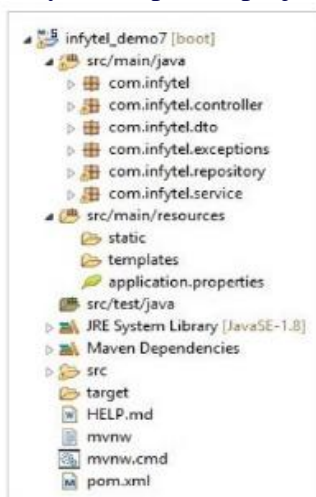 infytel_demo7 [boot]
src/main/java
com.infytel
com.infytel.controller
com.infytel.dto
com.infytel.exceptions
com.infytel.repository
com.infytel.service
src/main/resources
static
templates
application.properties
src/test/java
JRE System Library [JavaSE-1.8]
Maven Dependencies
src
target
HELP.md
mvnw
mvnw.cmd
pom.xml